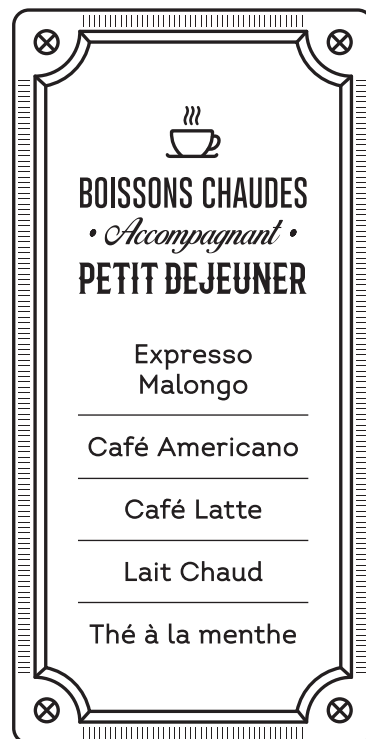 BOISSONS CHAUDES
• Accompagnant •
PETIT DEJEUNER
Expresso
Malongo
Café Americano
Café Latte
Lait Chaud
Thé à la menthe